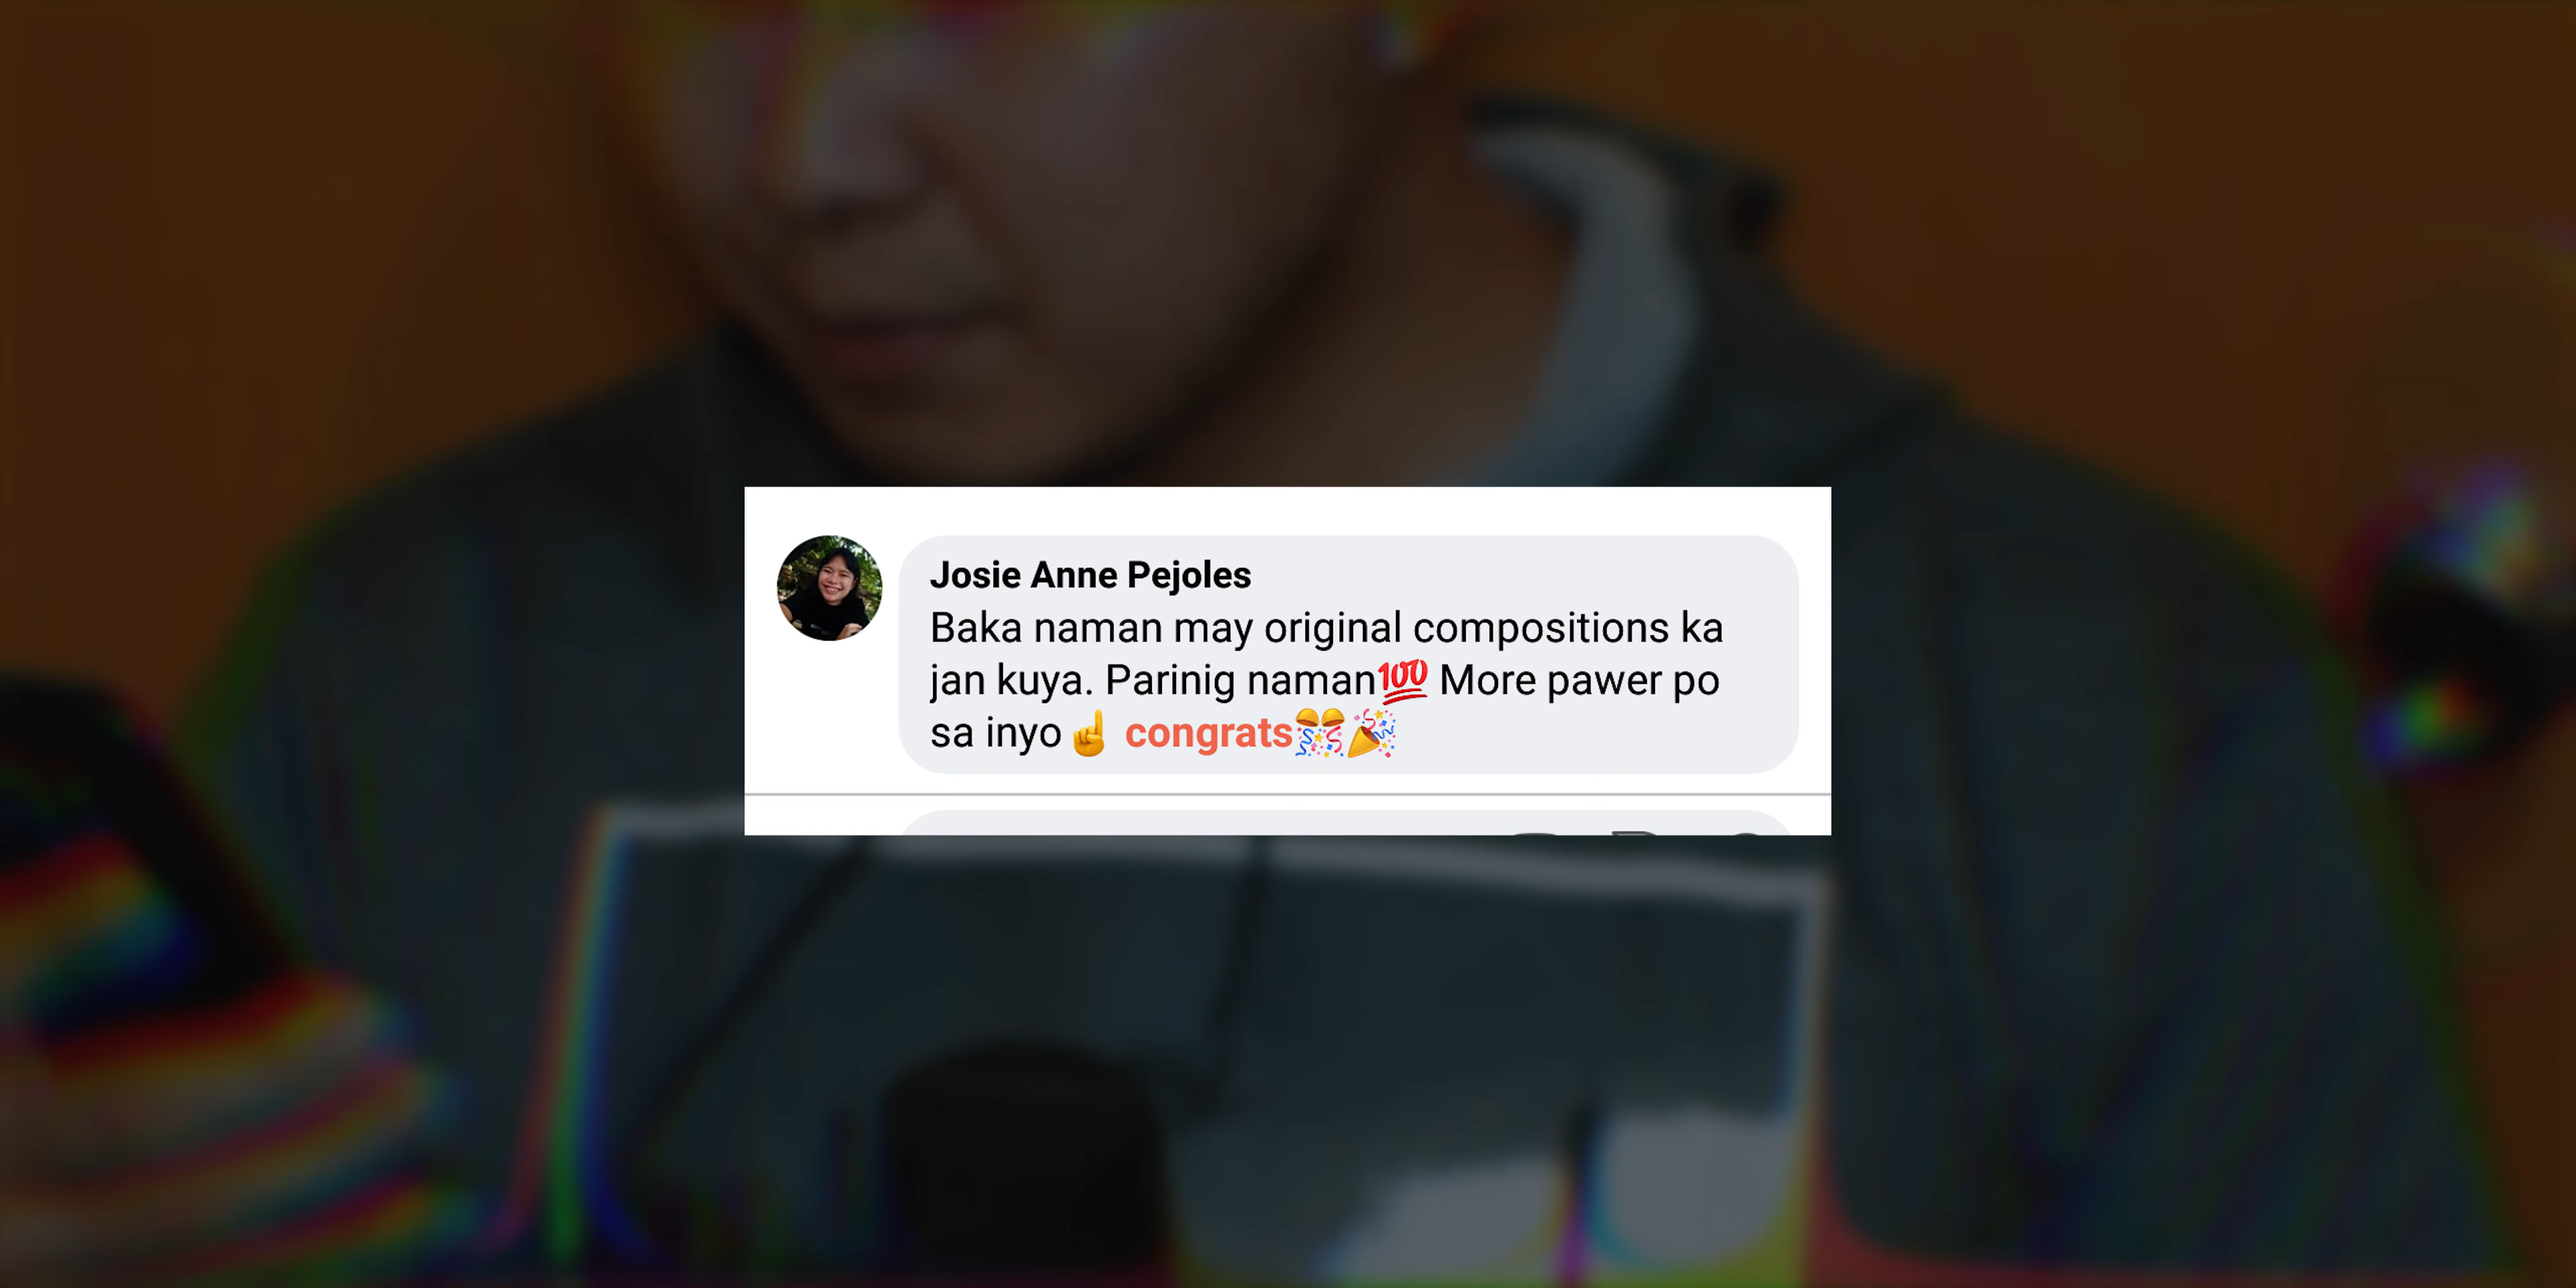 Josie Anne Pejoles
Baka naman may original compositions ka
jan kuya. Parinig naman💯 More pawer po
sa inyo☝️ congrats🎊🎉